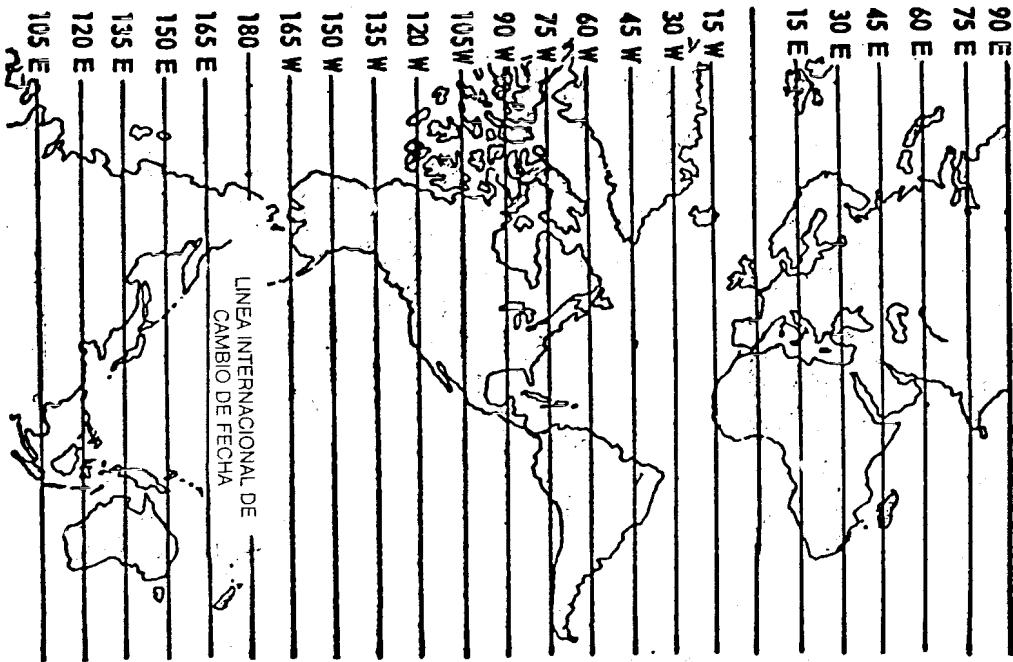 105 E
120 E
135 E
150 E
165 E
180
165 W
150 W
135 W
120 W
105W
90 W
75 W
60 W
45 W
30 W
15 W
15 E
30 E
45 E
60 E
75 E
90 E
LINEA INTERNACIONAL DE
CAMBIO DE FECHA